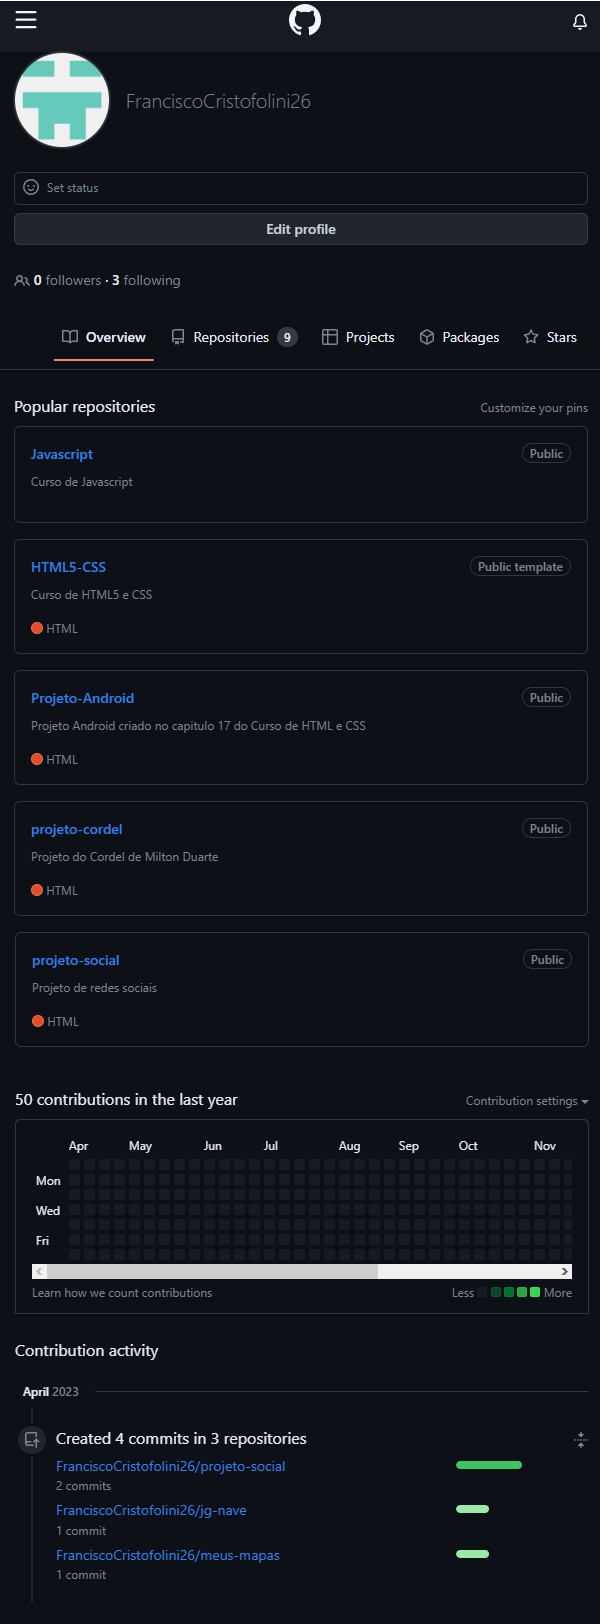 FranciscoCristofolini26
Set status
Edit profile
0 followers · 3 following
Overview Repositories 9 Projects Packages Stars
Popular repositories Customize your pins
Javascript Public
Curso de Javascript
HTML5-CSS Public template
Curso de HTML5 e CSS
HTML
Projeto-Android Public
Projeto Android criado no capitulo 17 do Curso de HTML e CSS
HTML
projeto-cordel Public
Projeto do Cordel de Milton Duarte
HTML
projeto-social Public
Projeto de redes sociais
HTML
50 contributions in the last year Contribution settings
Apr May Jun Jul Aug Sep Oct Nov
Mon
Wed
Fri
Learn how we count contributions Less More
Contribution activity
April 2023
Created 4 commits in 3 repositories
FranciscoCristofolini26/projeto-social
2 commits
FranciscoCristofolini26/jg-nave
1 commit
FranciscoCristofolini26/meus-mapas
1 commit